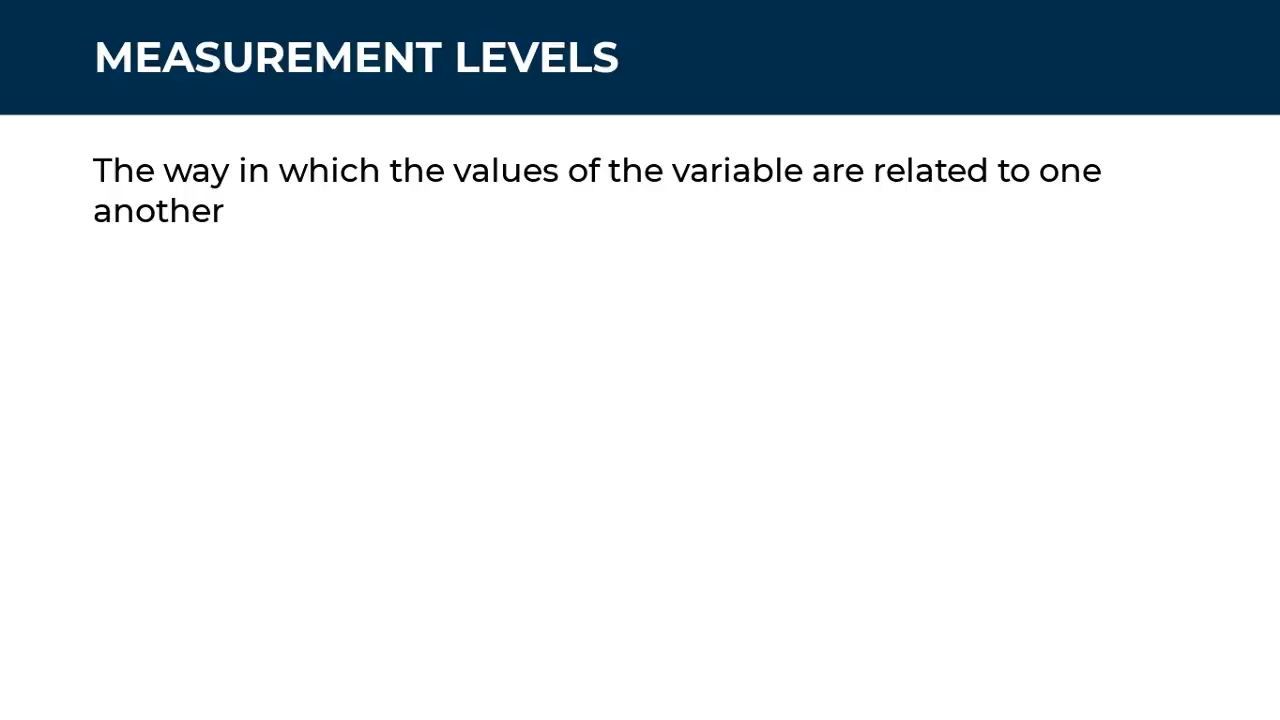 MEASUREMENT LEVELS
The way in which the values of the variable are related to one
another